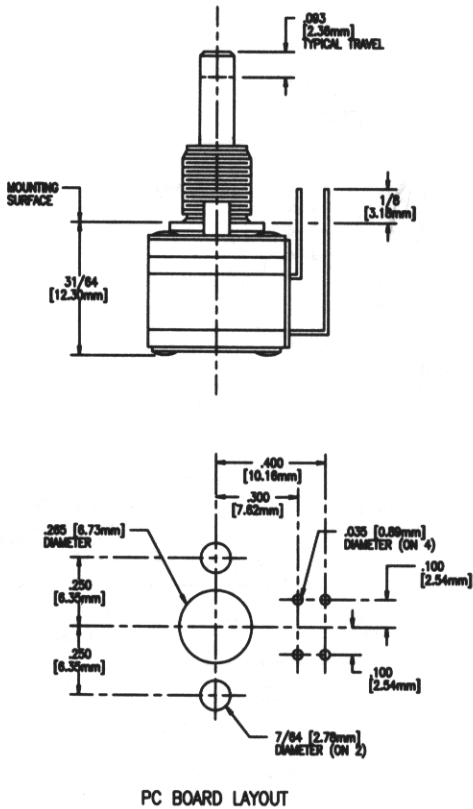 .093
[2.36mm]
TYPICAL TRAVEL
MOUNTING
SURFACE
1/8
[3.18mm]
31/64
[12.30mm]
.400
[10.16mm]
.300
[7.62mm]
.265 [6.73mm]
DIAMETER
.035 [0.89mm]
DIAMETER (ON 4)
.250
[6.35mm]
.100
[2.54mm]
.250
[6.35mm]
.100
[2.54mm]
7/64 [2.78mm]
DIAMETER (ON 2)
PC BOARD LAYOUT